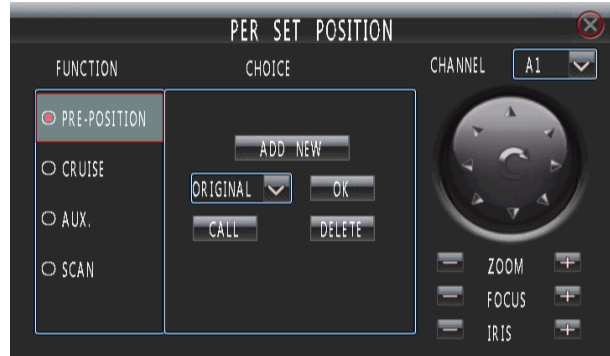 PER SET POSITION
FUNCTION
CHOICE
CHANNEL A1
PRE-POSITION
CRUISE
AUX.
SCAN
ADD NEW
ORIGINAL OK
CALL DELETE
ZOOM
FOCUS
IRIS